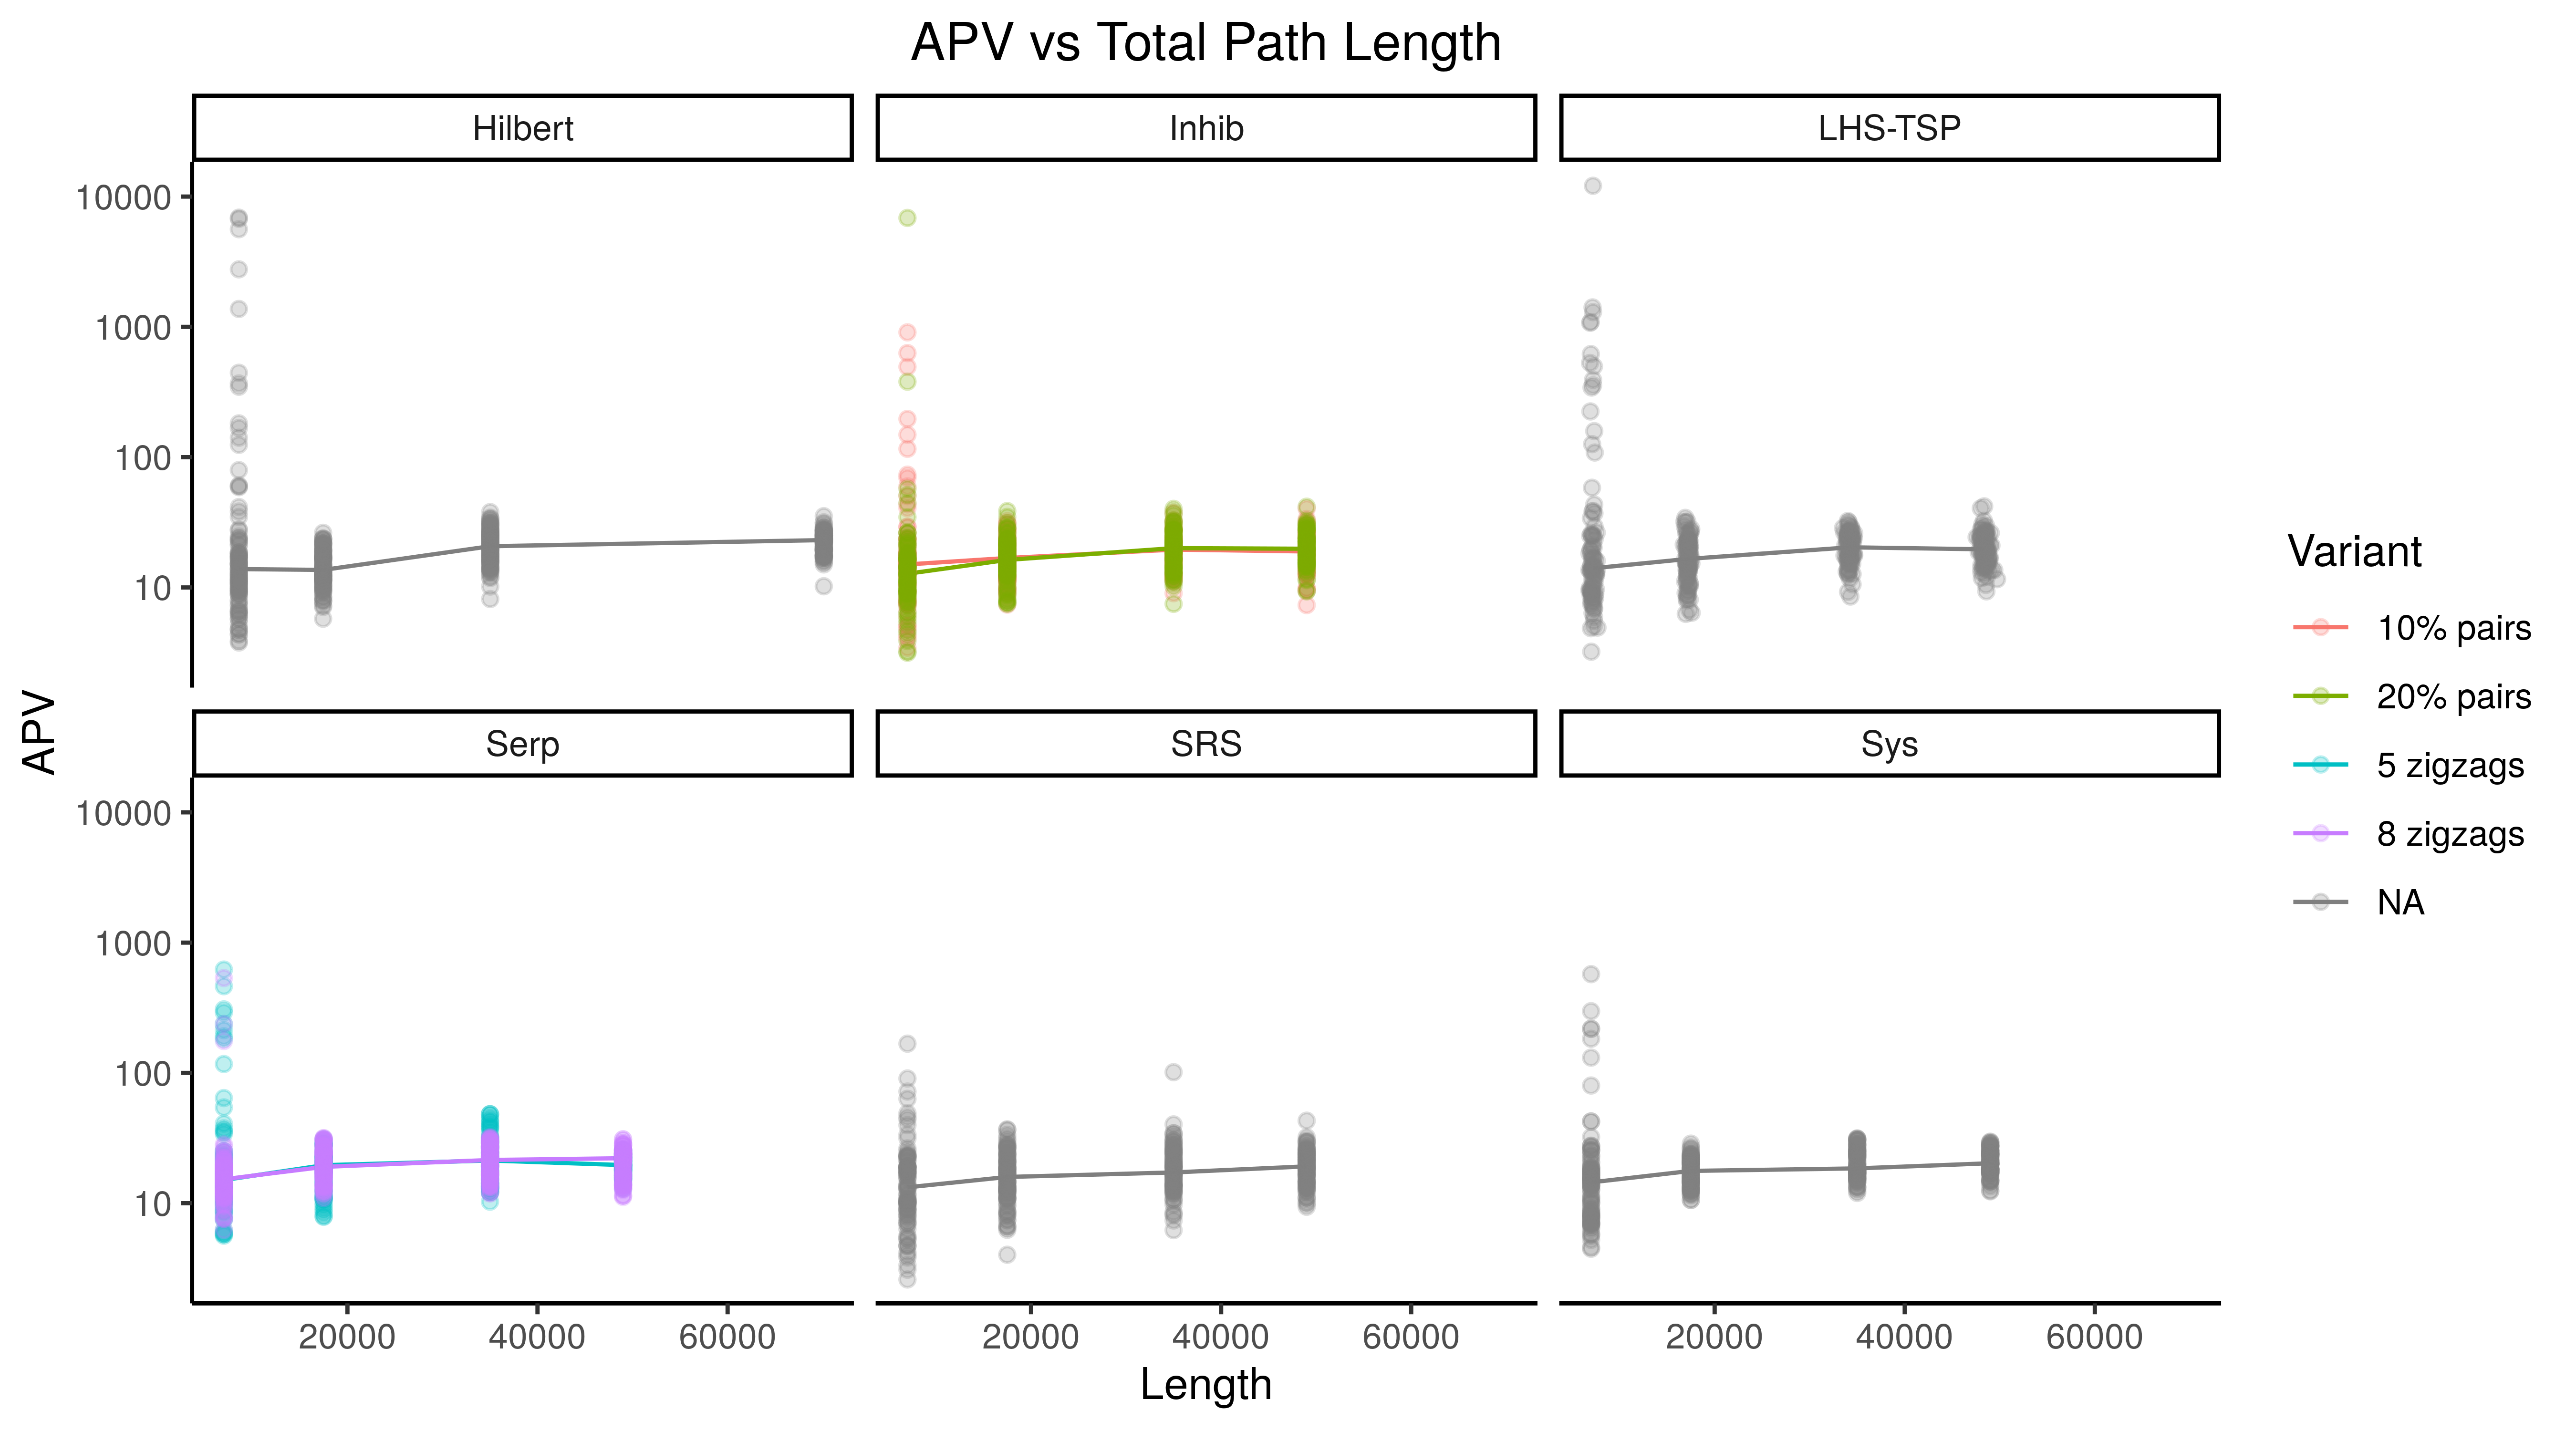 APV vs Total Path Length
Hilbert
Inhib
LHS-TSP
10000
1000
100
10
Serp
SRS
Sys
10000
1000
100
10
20000 40000 60000
20000 40000 60000
20000 40000 60000
Length
APV
Variant
10% pairs
20% pairs
5 zigzags
8 zigzags
NA